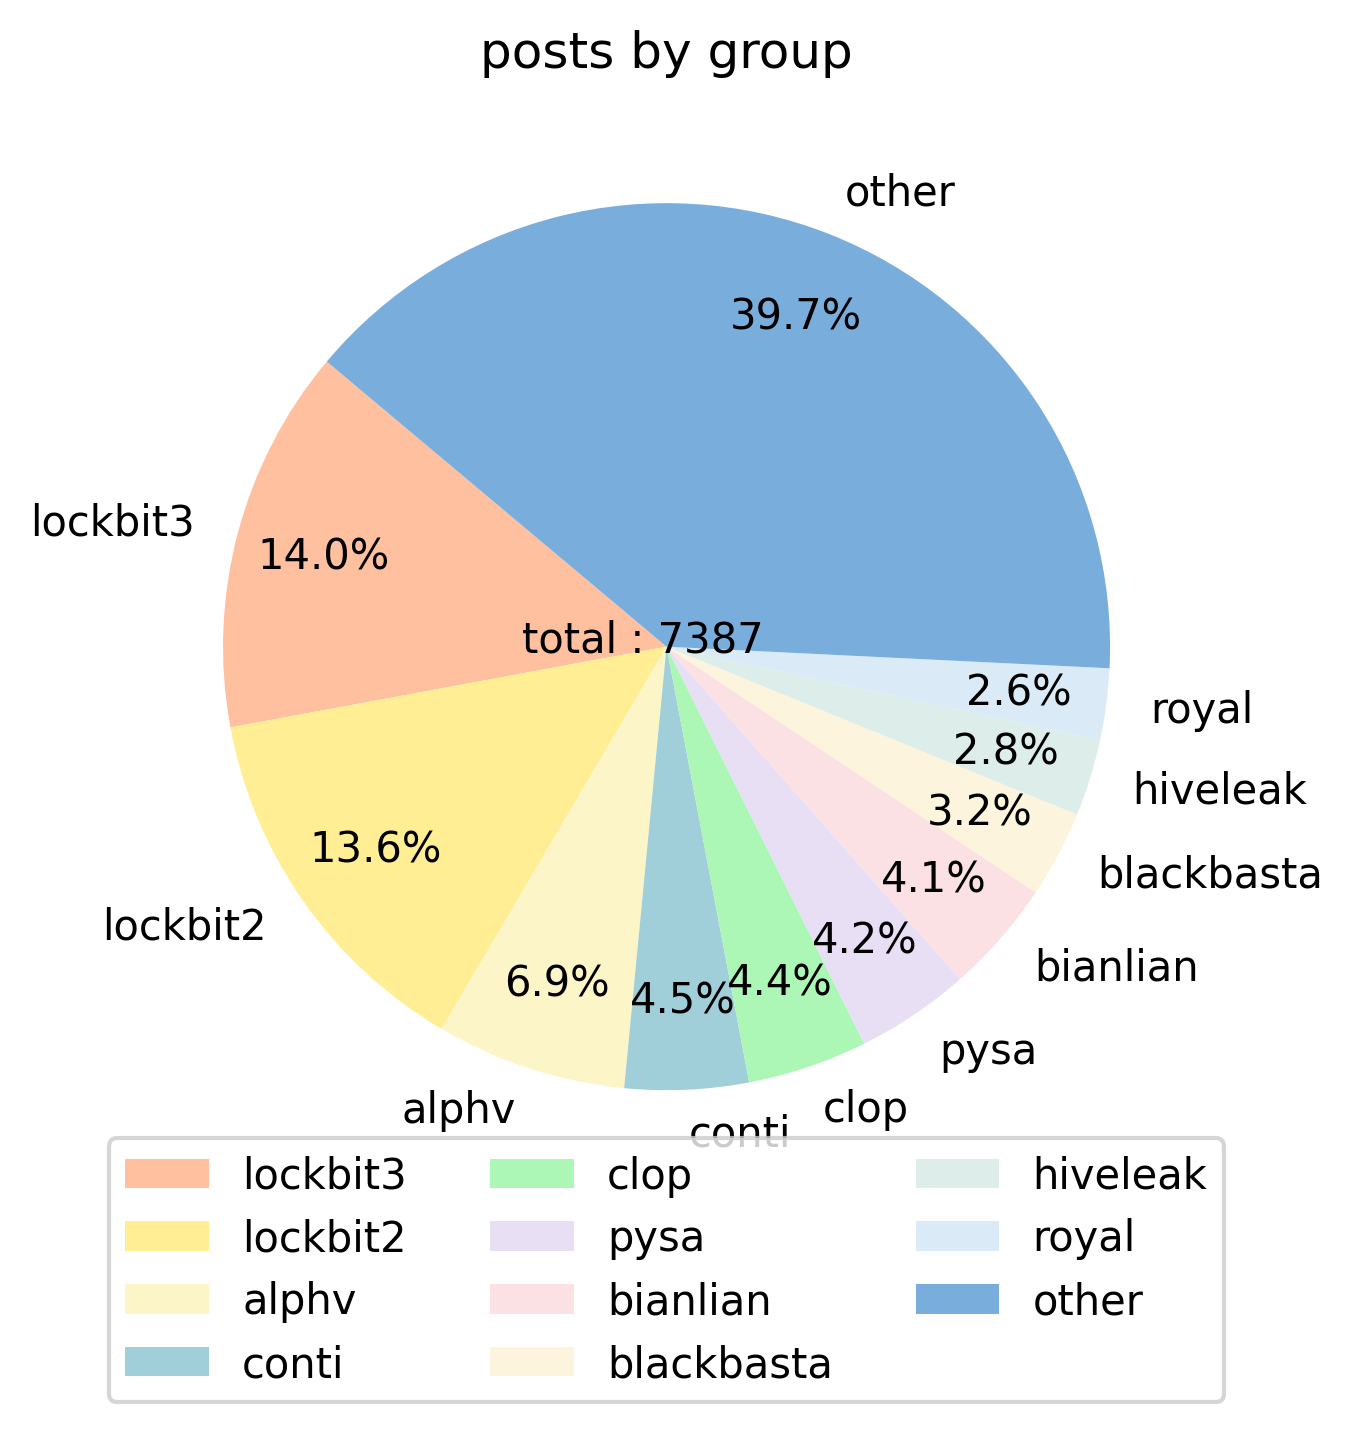 posts by group
other
39.7%
lockbit3
14.0%
total : 7387
2.6%
royal
2.8%
hiveleak
3.2%
blackbasta
4.1%
bianlian
4.2%
pysa
4.4%
clop
4.5%
conti
6.9%
alphv
13.6%
lockbit2
lockbit3
lockbit2
alphv
conti
clop
pysa
bianlian
blackbasta
hiveleak
royal
other